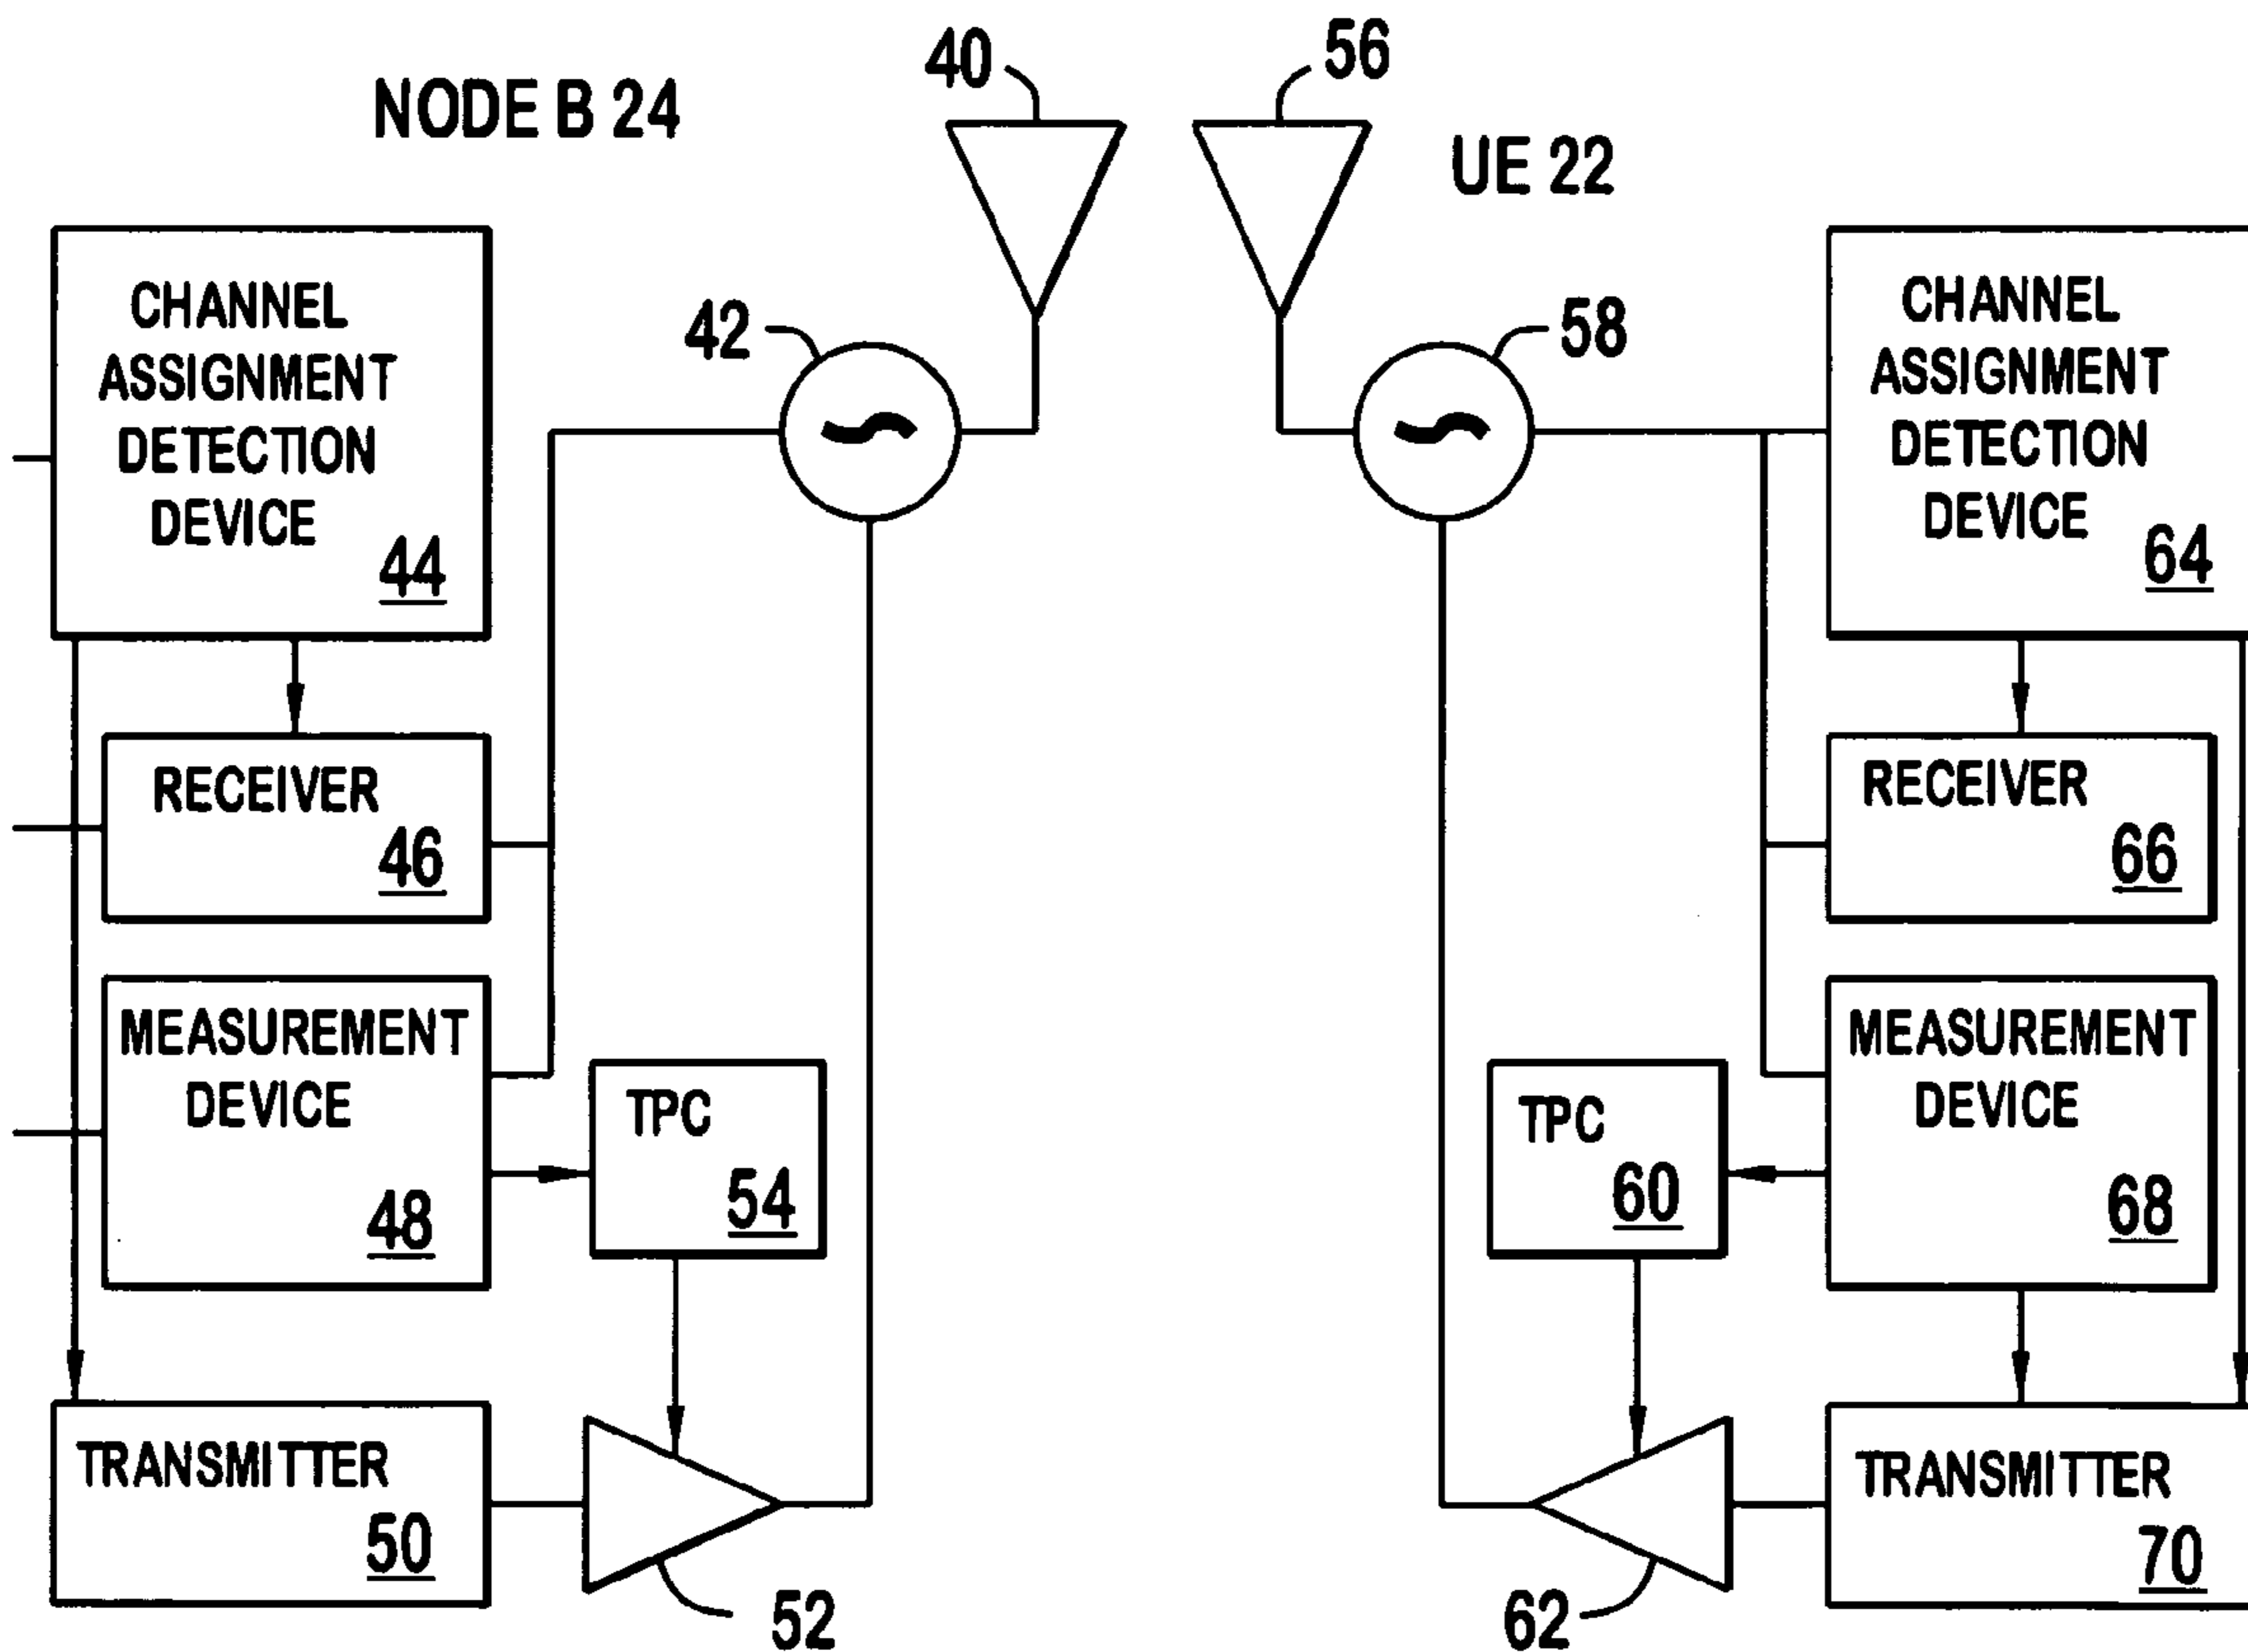 NODE B 24
40
56
UE 22
CHANNEL
ASSIGNMENT
DETECTION
DEVICE
44
42
58
CHANNEL
ASSIGNMENT
DETECTION
DEVICE
64
RECEIVER
46
RECEIVER
66
MEASUREMENT
DEVICE
48
TPC
54
TPC
60
MEASUREMENT
DEVICE
68
TRANSMITTER
50
52
62
TRANSMITTER
70